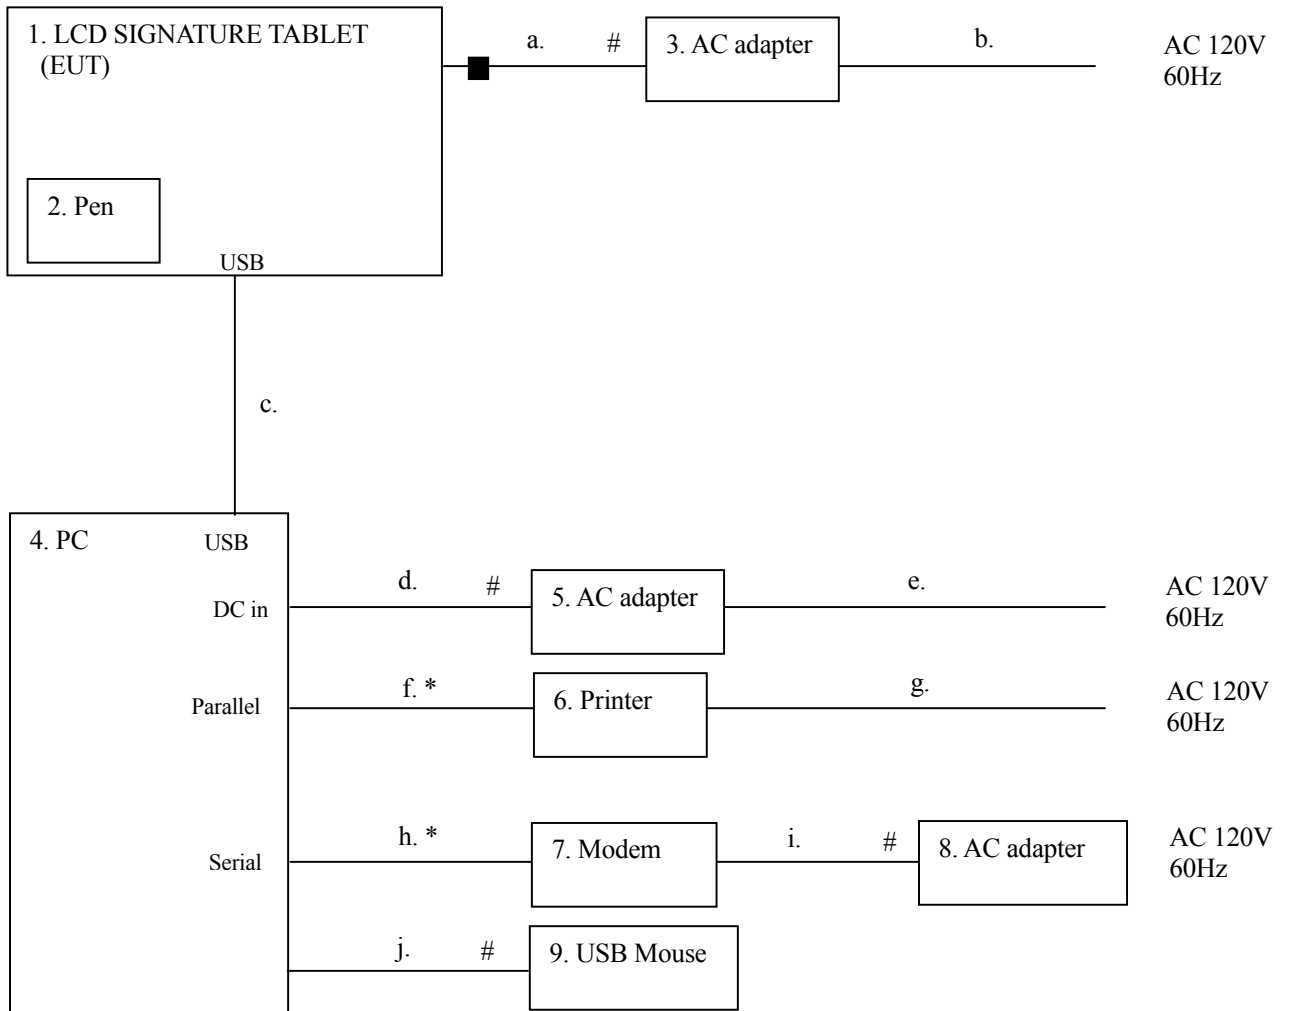 1. LCD SIGNATURE TABLET
(EUT)
a.
#
3. AC adapter
b.
AC 120V
60Hz
2. Pen
USB
c.
4. PC
USB
DC in
d.
#
5. AC adapter
e.
AC 120V
60Hz
Parallel
f. *
6. Printer
g.
AC 120V
60Hz
Serial
h. *
7. Modem
i.
#
8. AC adapter
AC 120V
60Hz
j.
#
9. USB Mouse